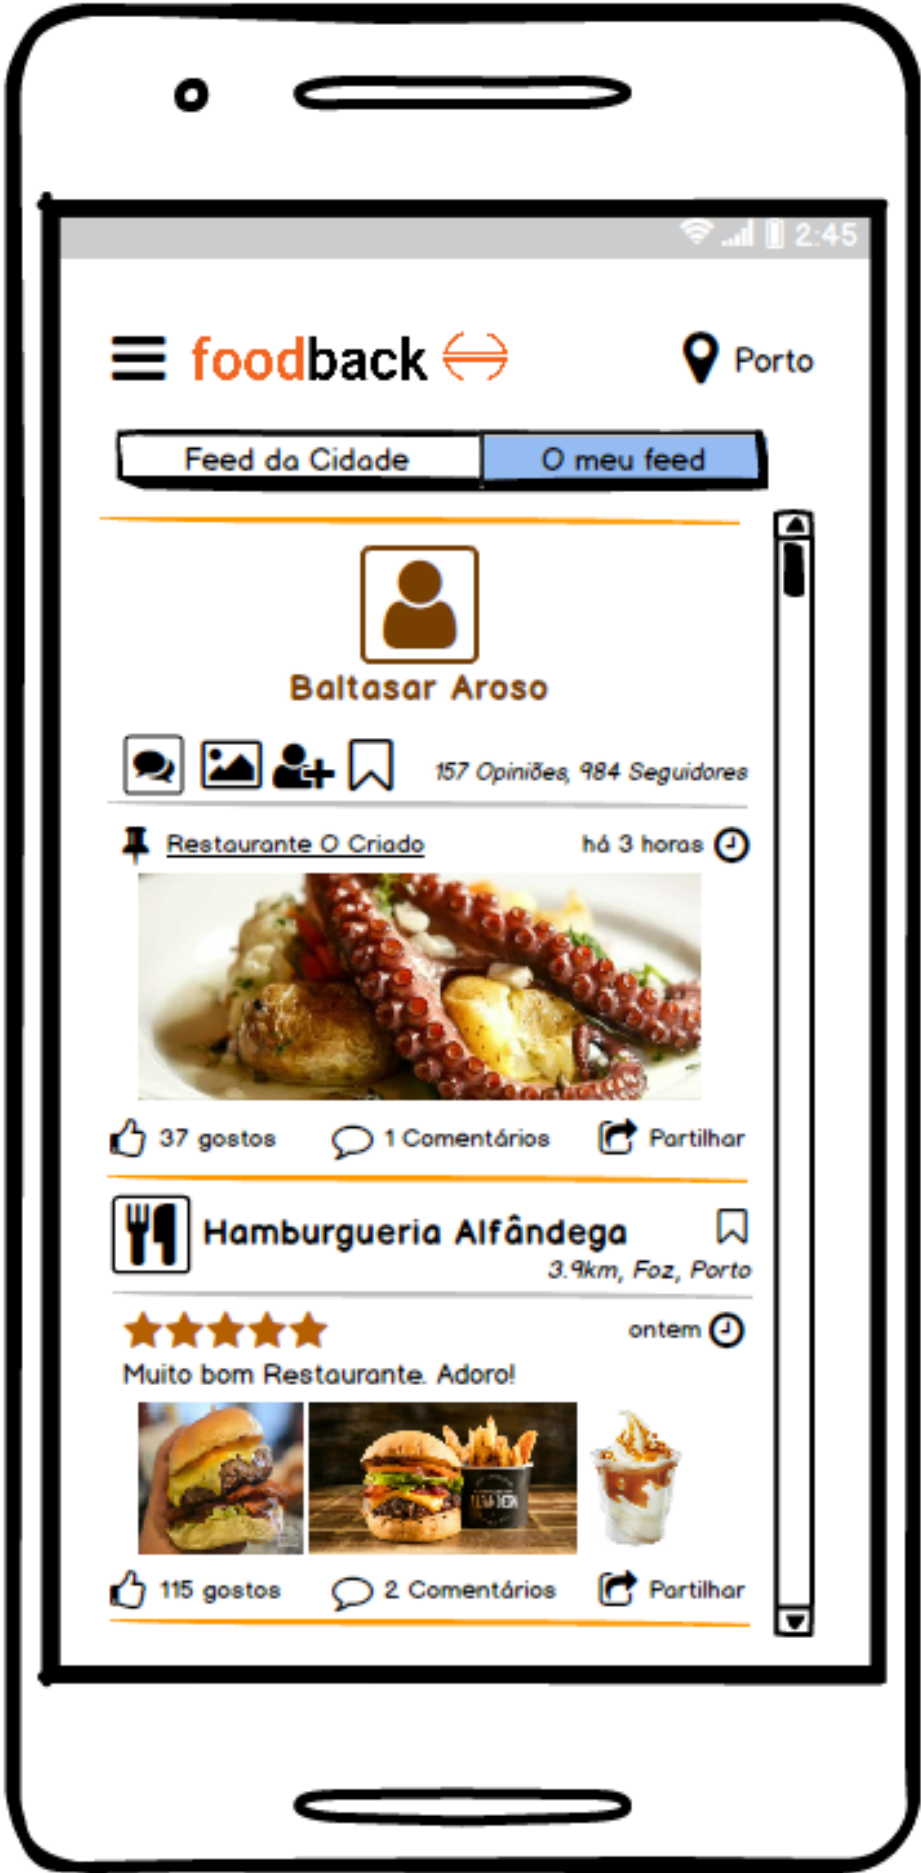 2:45
foodback
Porto
Feed da Cidade
O meu feed
Baltasar Aroso
157 Opiniões, 984 Seguidores
Restaurante O Criado
há 3 horas
37 gostos
1 Comentários
Partilhar
Hamburgueria Alfândega
3.9km, Foz, Porto
ontem
Muito bom Restaurante. Adoro!
115 gostos
2 Comentários
Partilhar